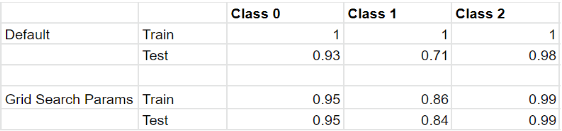 Class 0 Class 1 Class 2
Default Train 1 1 1
Test 0.93 0.71 0.98
Grid Search Params Train 0.95 0.86 0.99
Test 0.95 0.84 0.99